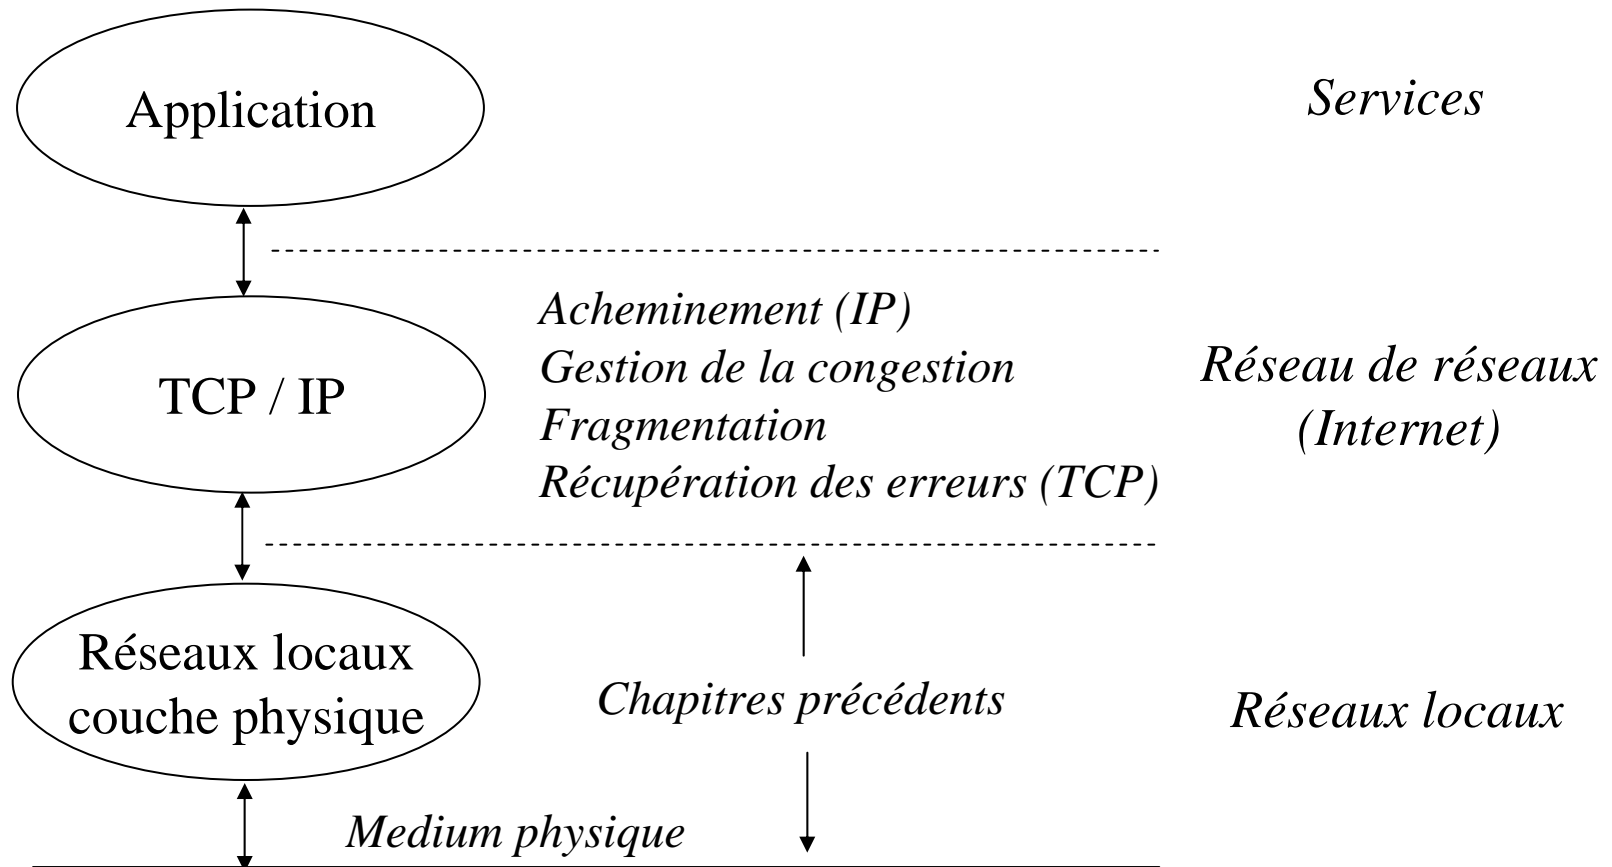 Application
Services
Acheminement (IP)
Gestion de la congestion
Fragmentation
Récupération des erreurs (TCP)
TCP / IP
Réseau de réseaux
(Internet)
Réseaux locaux
couche physique
Chapitres précédents
Réseaux locaux
Medium physique